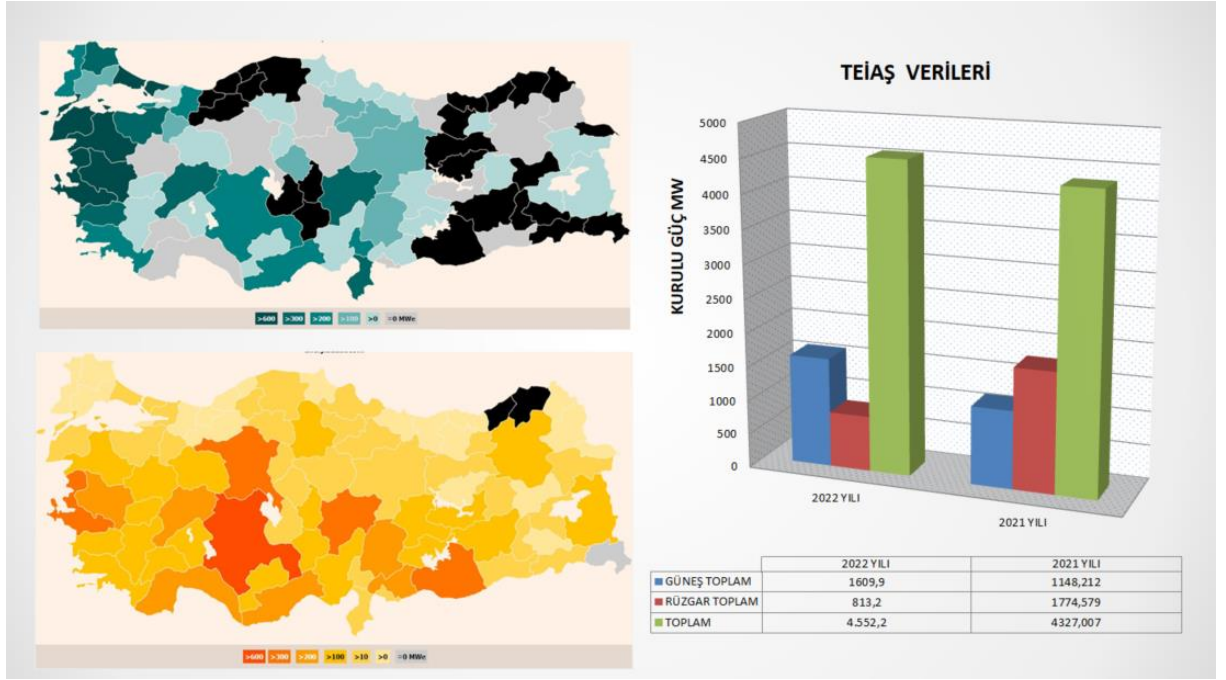 >600 >300 >200 >100 >0 =0 MWe
>600 >300 >200 >100 >10 >0 =0 MWe
TEİAŞ VERİLERİ
KURULU GÜÇ MW
5000
4500
4000
3500
3000
2500
2000
1500
1000
500
0
2022 YILI
2021 YILI
2022 YILI 2021 YILI
GÜNEŞ TOPLAM 1609,9 1148,212
RÜZGAR TOPLAM 813,2 1774,579
TOPLAM 4.552,2 4327,007